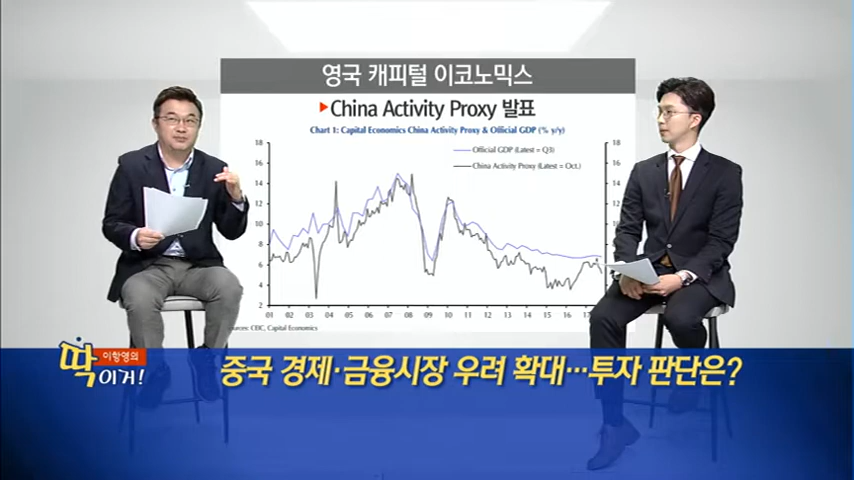 영국 캐피털 이코노믹스
▶China Activity Proxy 발표
Chart 1: Capital Economics China Activity Proxy & Official GDP (% y/y)
18
16
14
12
10
8
6
4
2
18
16
14
12
10
8
Official GDP (Latest = Q3)
China Activity Proxy (Latest = Oct.)
01 02 03 04 05 06 07 08 09 10 11 12 13 14 15 16 17
Sources: CEIC, Capital Economics
이항영의
딱
이거!
중국 경제·금융시장 우려 확대…투자 판단은?